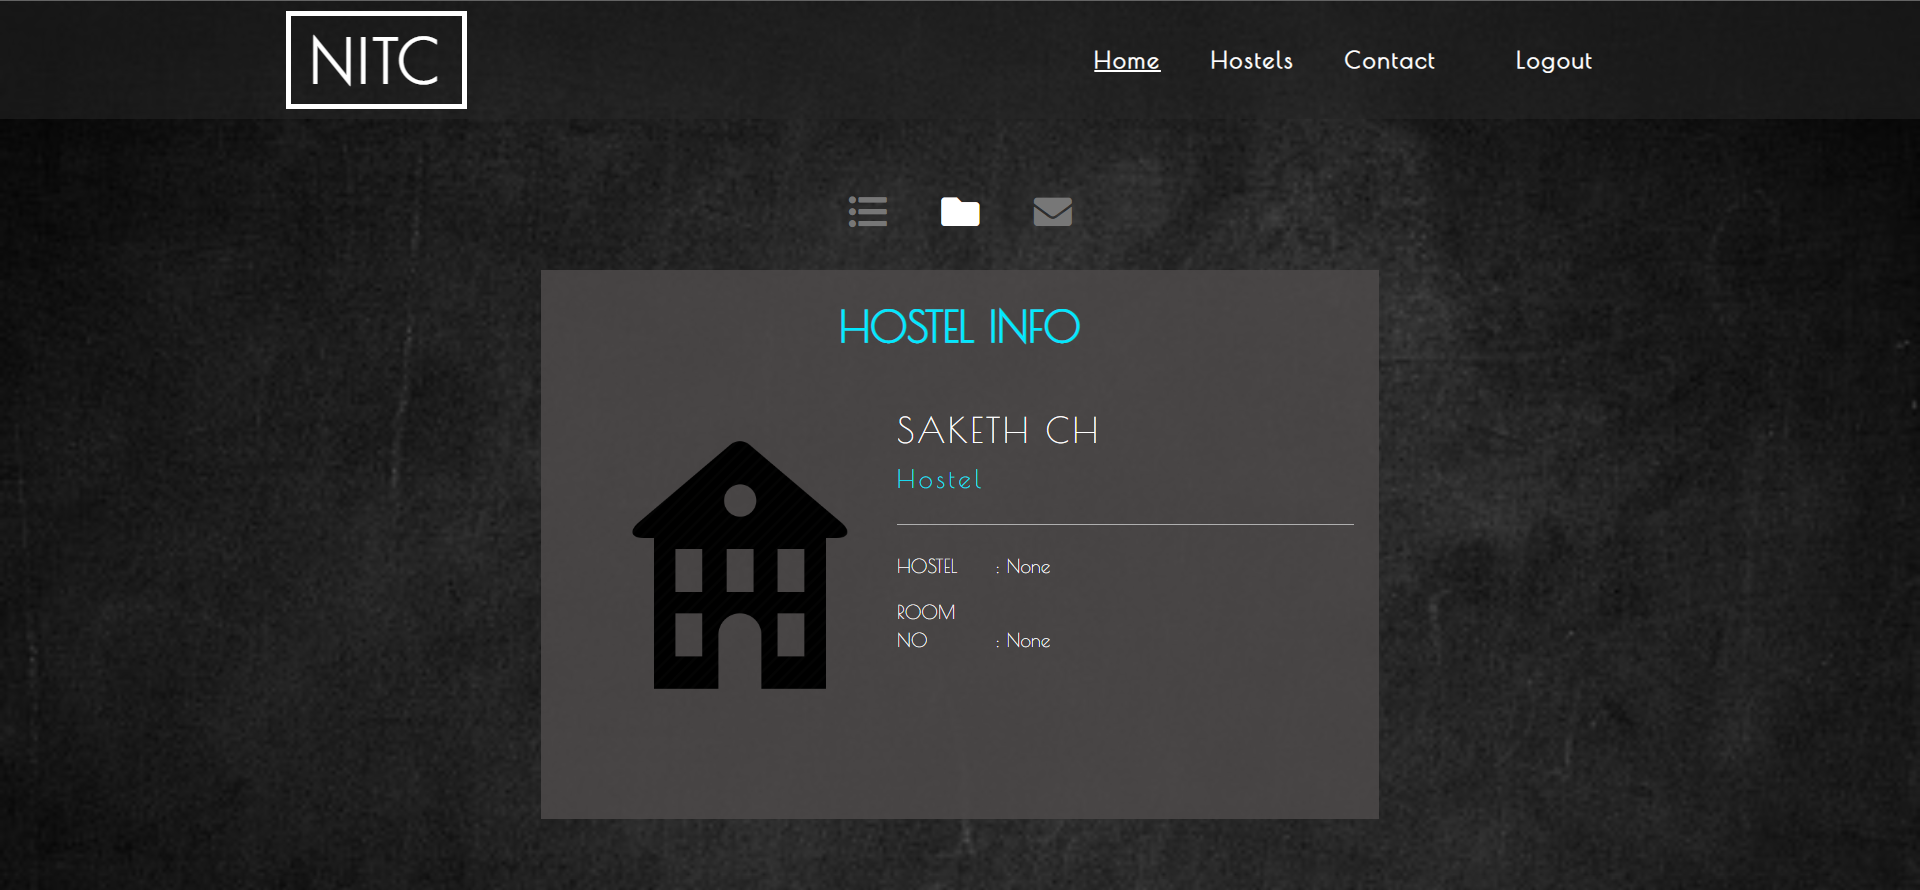 NITC
Home Hostels Contact Logout
HOSTEL INFO
SAKETH CH
Hostel
HOSTEL : None
ROOM
NO : None